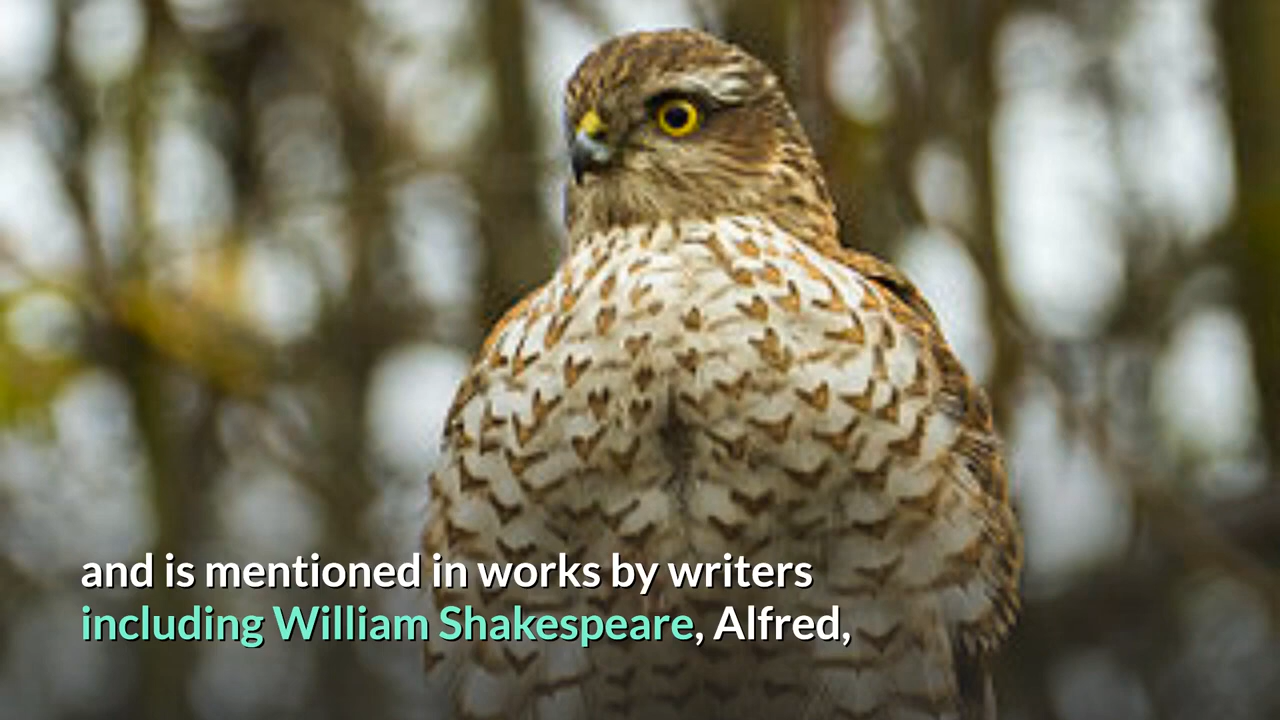 and is mentioned in works by writers
including William Shakespeare, Alfred,